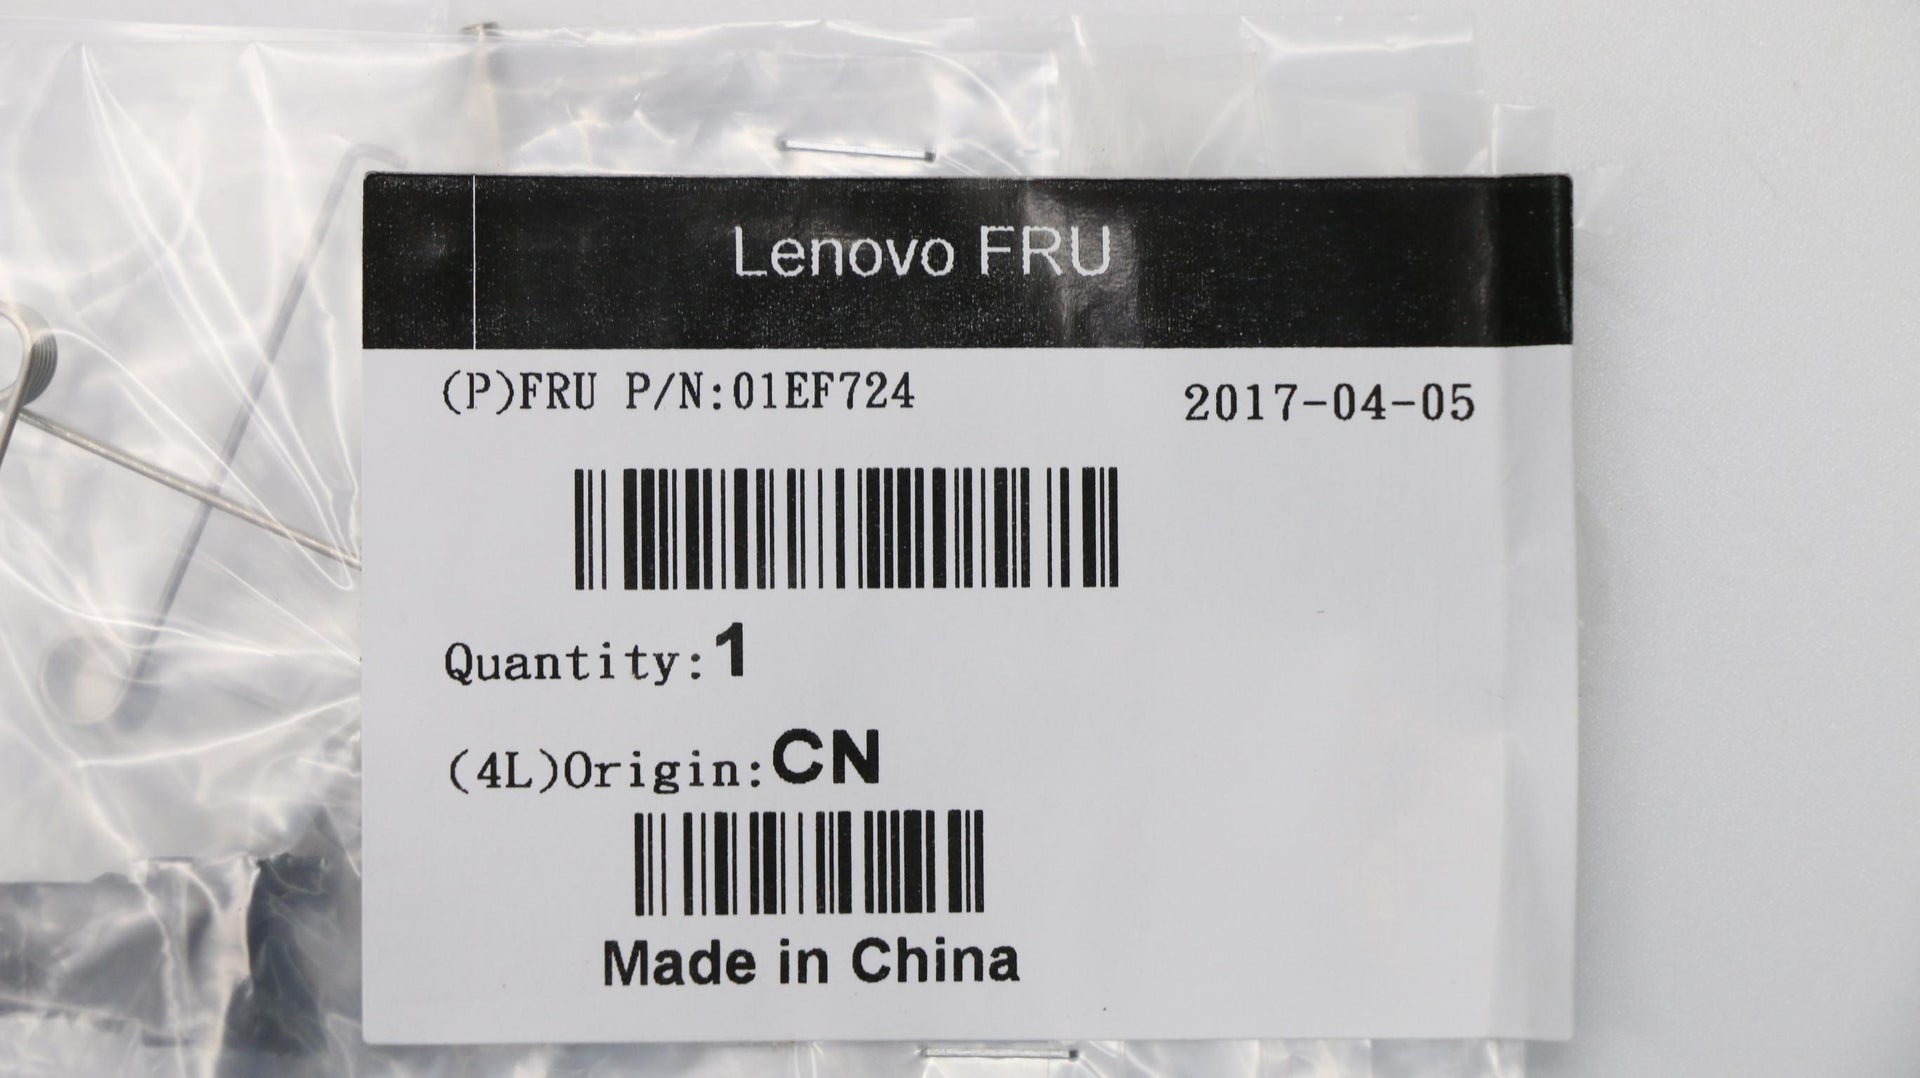 Lenovo FRU
(P)FRU P/N:01EF724 2017-04-05
Quantity:1
(4L)Origin:CN
Made in China